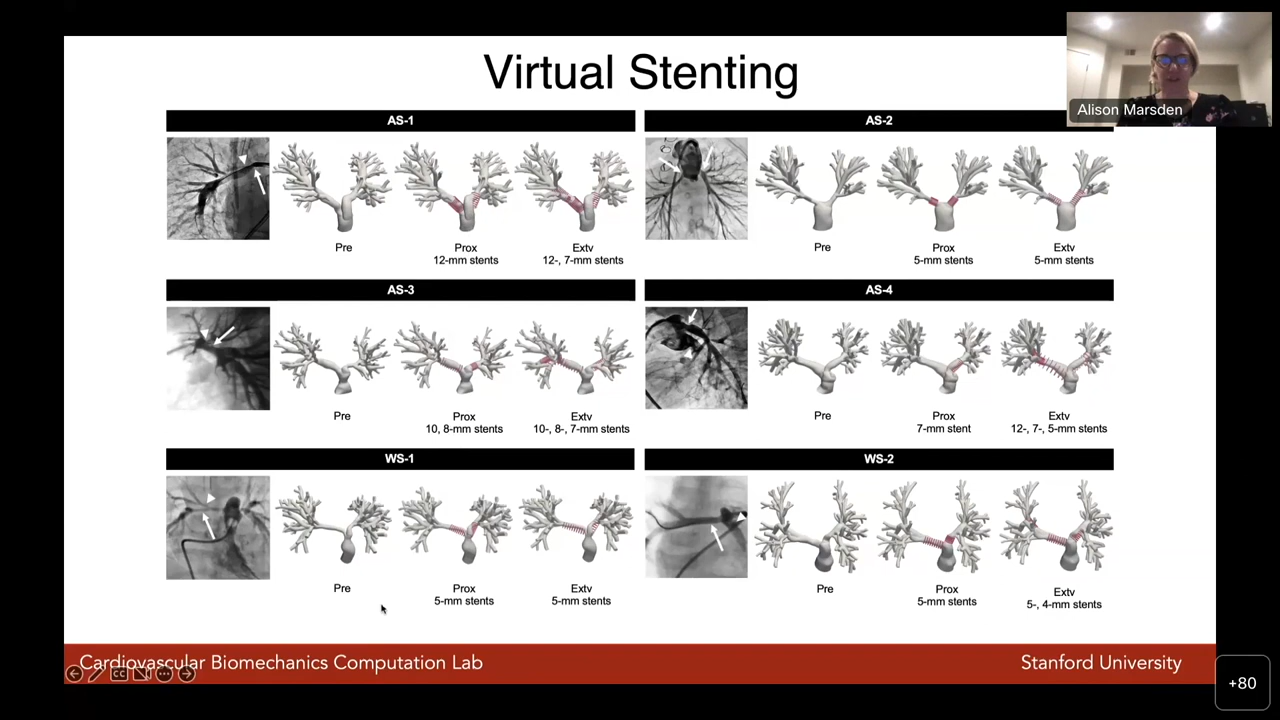 Virtual Stenting
Alison Marsden
AS-1
Pre
Prox
12-mm stents
Extv
12-, 7-mm stents
AS-2
Pre
Prox
5-mm stents
Extv
5-mm stents
AS-3
Pre
Prox
10, 8-mm stents
Extv
10-, 8-, 7-mm stents
AS-4
Pre
Prox
7-mm stent
Extv
12-, 7-, 5-mm stents
WS-1
Pre
Prox
5-mm stents
Extv
5-mm stents
WS-2
Pre
Prox
5-mm stents
Extv
5-, 4-mm stents
Cardiovascular Biomechanics Computation Lab
Stanford University
CC
+80